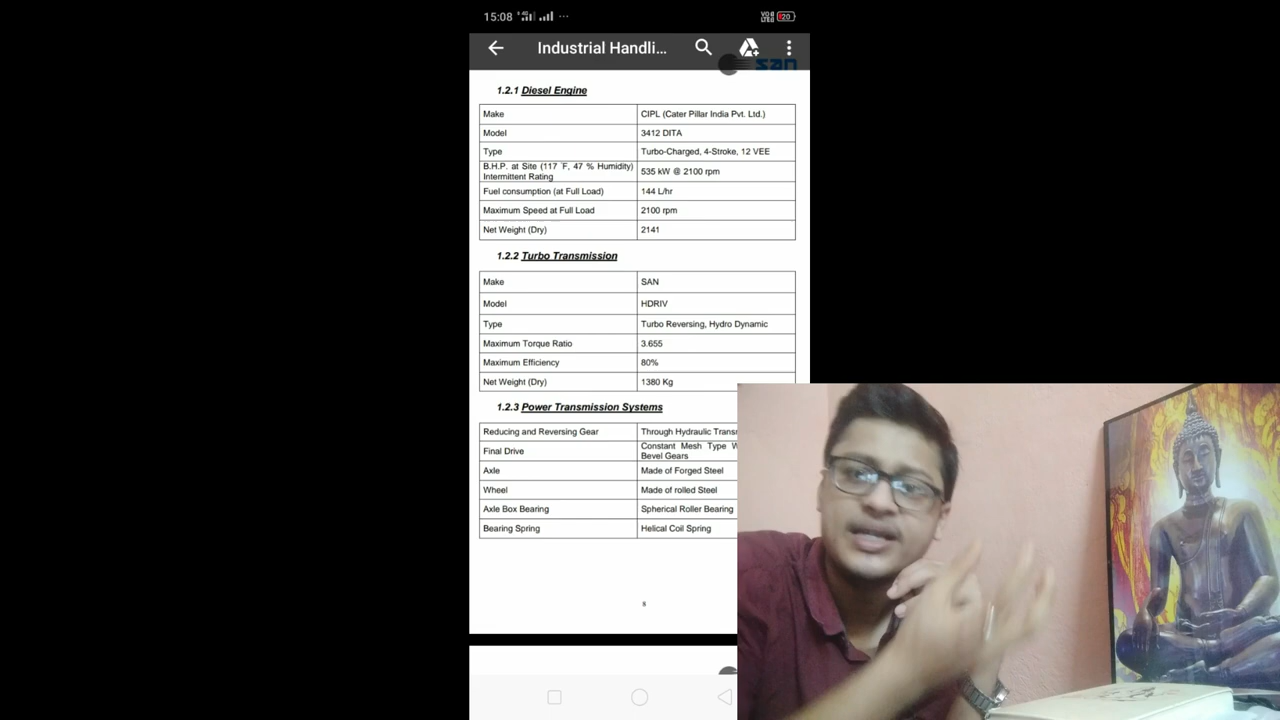 15:08 4G VO LTE 20
Industrial Handli...
san
1.2.1 Diesel Engine
Make CIPL (Cater Pillar India Pvt. Ltd.)
Model 3412 DITA
Type Turbo-Charged, 4-Stroke, 12 VEE
B.H.P. at Site (117 °F, 47 % Humidity)
Intermittent Rating 535 kW @ 2100 rpm
Fuel consumption (at Full Load) 144 L/hr
Maximum Speed at Full Load 2100 rpm
Net Weight (Dry) 2141
1.2.2 Turbo Transmission
Make SAN
Model HDRIV
Type Turbo Reversing, Hydro Dynamic
Maximum Torque Ratio 3.655
Maximum Efficiency 80%
Net Weight (Dry) 1380 Kg
1.2.3 Power Transmission Systems
Reducing and Reversing Gear Through Hydraulic
Final Drive Constant Mesh Type
Bevel Gears
Axle Made of Forged Steel
Wheel Made of rolled Steel
Axle Box Bearing Spherical Roller Bearing
Bearing Spring Helical Coil Spring